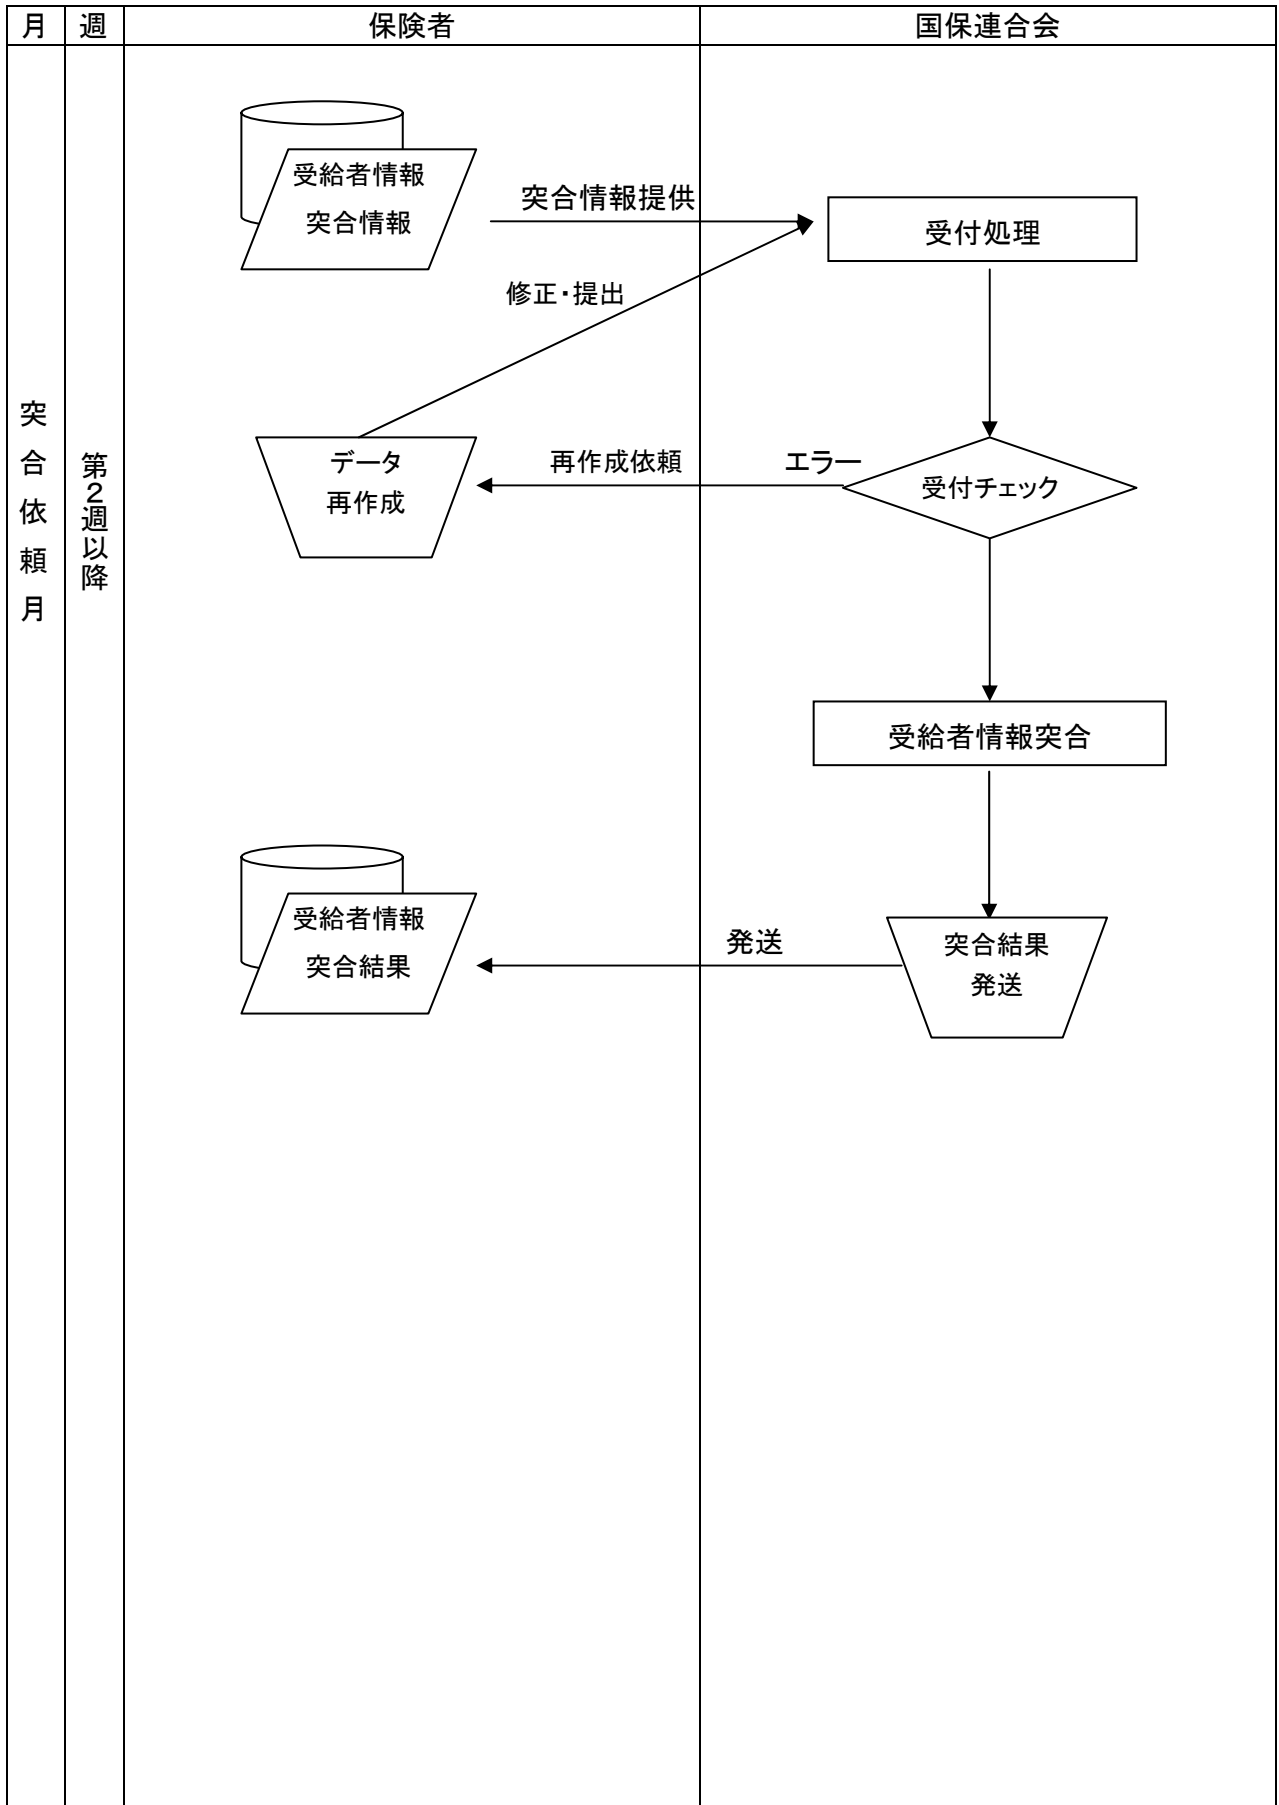 月 週 保険者 国保連合会
受給者情報
突合情報
突合情報提供
受付処理
修正・提出
突合依頼月
第2週以降
データ
再作成
再作成依頼
エラー
受付チェック
受給者情報突合
受給者情報
突合結果
発送
突合結果
発送